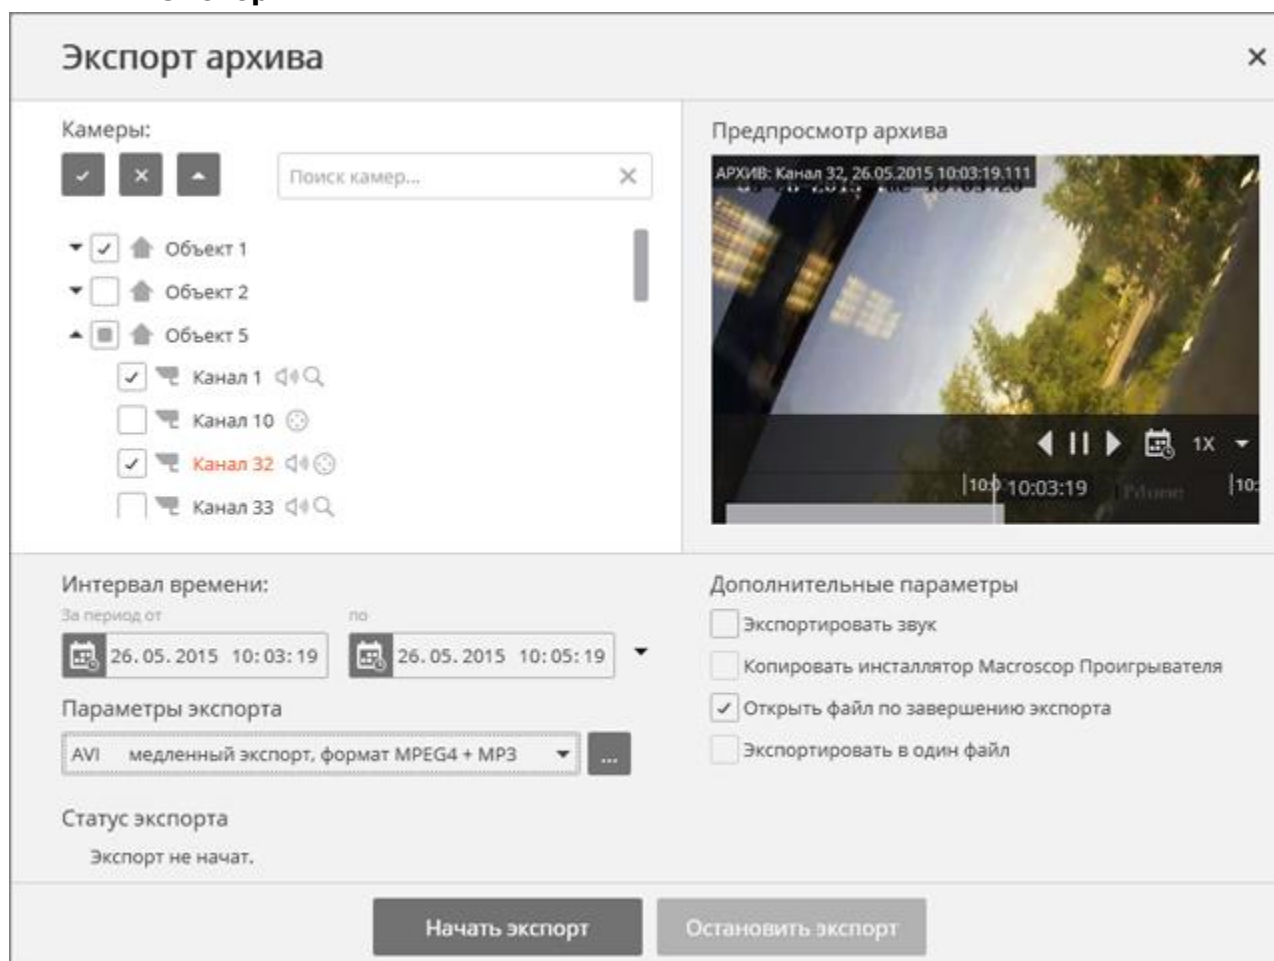 Экспорт архива
Камеры:
Поиск камер...
Объект 1
Объект 2
Объект 5
Канал 1
Канал 10
Канал 32
Канал 33
Предпросмотр архива
АРХИВ: Канал 32, 26.05.2015 10:03:19.111
1X
10:03:19
10:
Интервал времени:
За период от
по
26.05.2015 10:03:19
26.05.2015 10:05:19
Параметры экспорта
AVI медленный экспорт, формат MPEG4 + MP3
...
Статус экспорта
Экспорт не начат.
Дополнительные параметры
Экспортировать звук
Копировать инсталлятор Macroscop Проигрывателя
Открыть файл по завершению экспорта
Экспортировать в один файл
Начать экспорт
Остановить экспорт